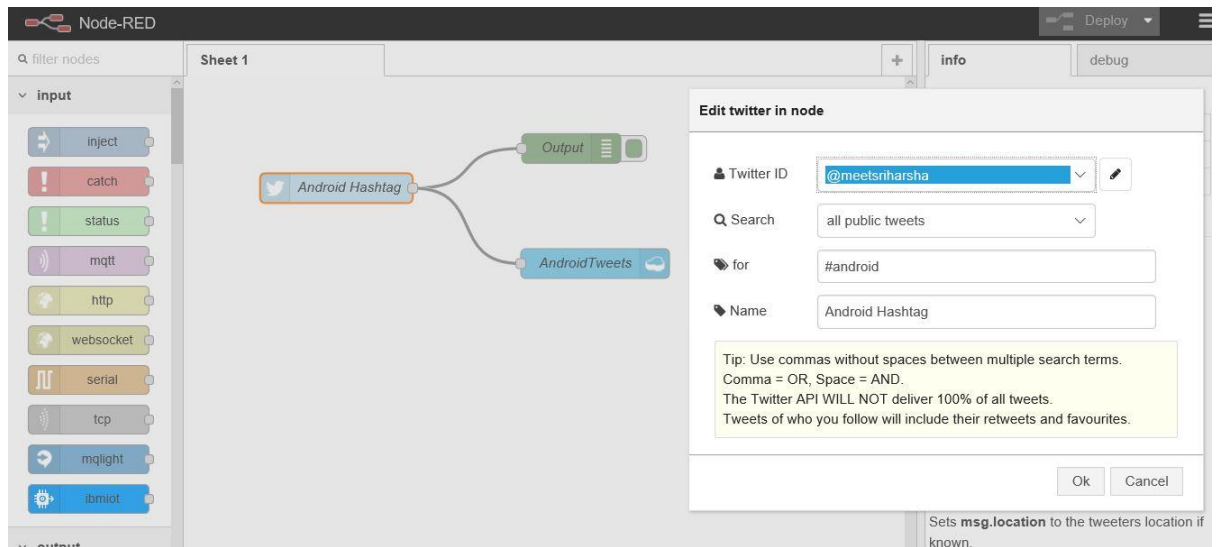 Node-RED
Deploy
filter nodes
Sheet 1
+
info
debug
input
inject
catch
status
mqtt
http
websocket
serial
tcp
mqlight
ibmiot
output
Android Hashtag
Output
AndroidTweets
Edit twitter in node
Twitter ID
@meetsriharsha
Search
all public tweets
for
#android
Name
Android Hashtag
Tip: Use commas without spaces between multiple search terms.
Comma = OR, Space = AND.
The Twitter API WILL NOT deliver 100% of all tweets.
Tweets of who you follow will include their retweets and favourites.
Ok
Cancel
Sets msg.location to the tweeters location if
known.